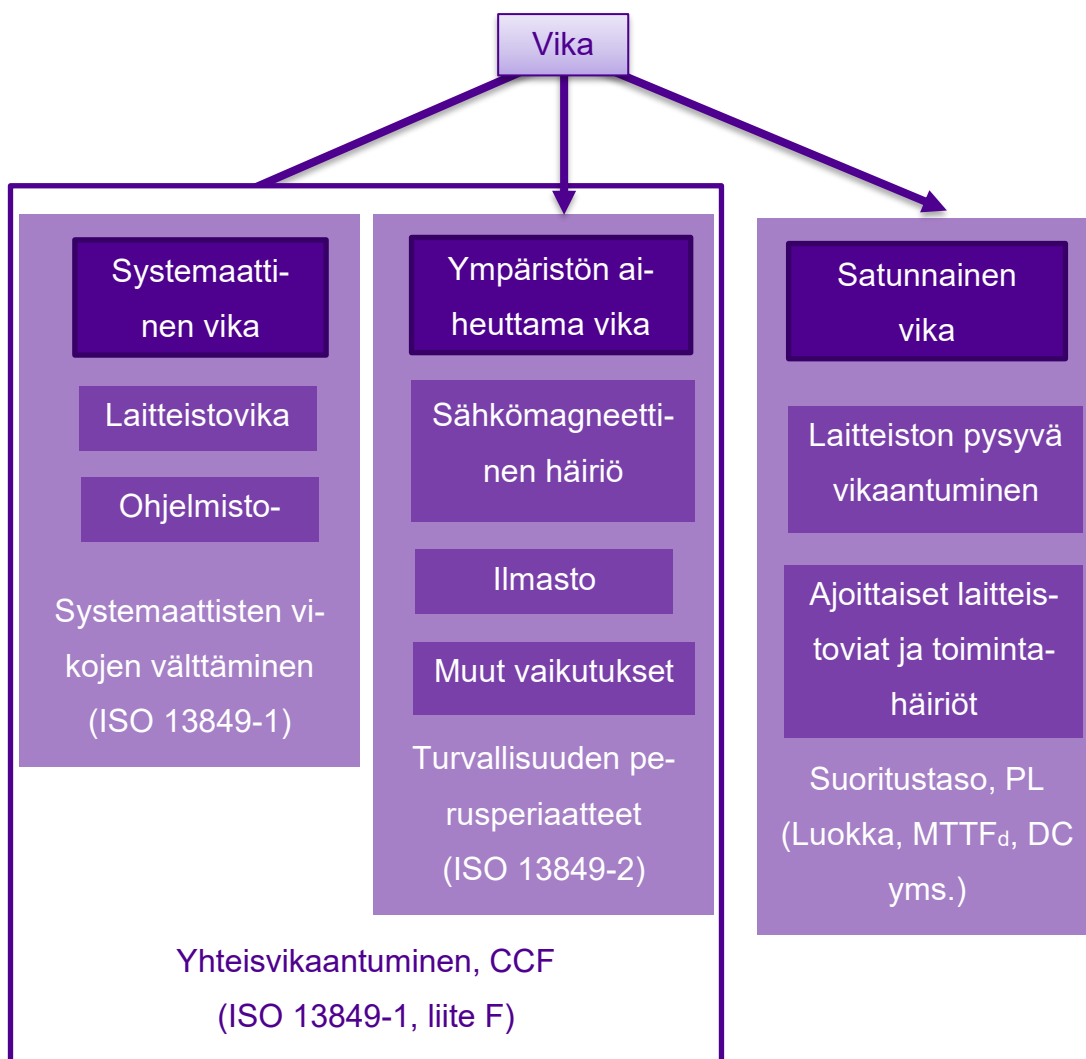 Vika
Systemaatti-
nen vika
Laitteistovika
Ohjelmisto-
Systemaattisten vi-
kojen välttäminen
(ISO 13849-1)
Ympäristön ai-
heuttama vika
Sähkömagneetti-
nen häiriö
Ilmasto
Muut vaikutukset
Turvallisuuden pe-
rusperiaatteet
(ISO 13849-2)
Yhteisvikaantuminen, CCF
(ISO 13849-1, liite F)
Satunnainen
vika
Laitteiston pysyvä
vikaantuminen
Ajoittaiset laitteis-
toviat ja toiminta-
häiriöt
Suoritustaso, PL
(Luokka, MTTFd, DC
yms.)